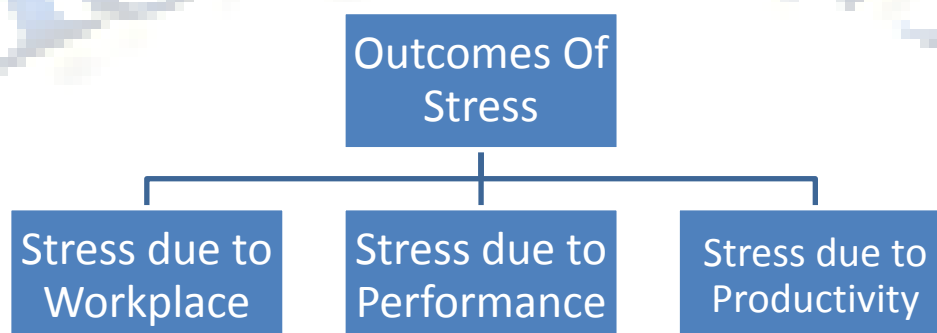 Outcomes Of
Stress
Stress due to
Workplace
Stress due to
Performance
Stress due to
Productivity